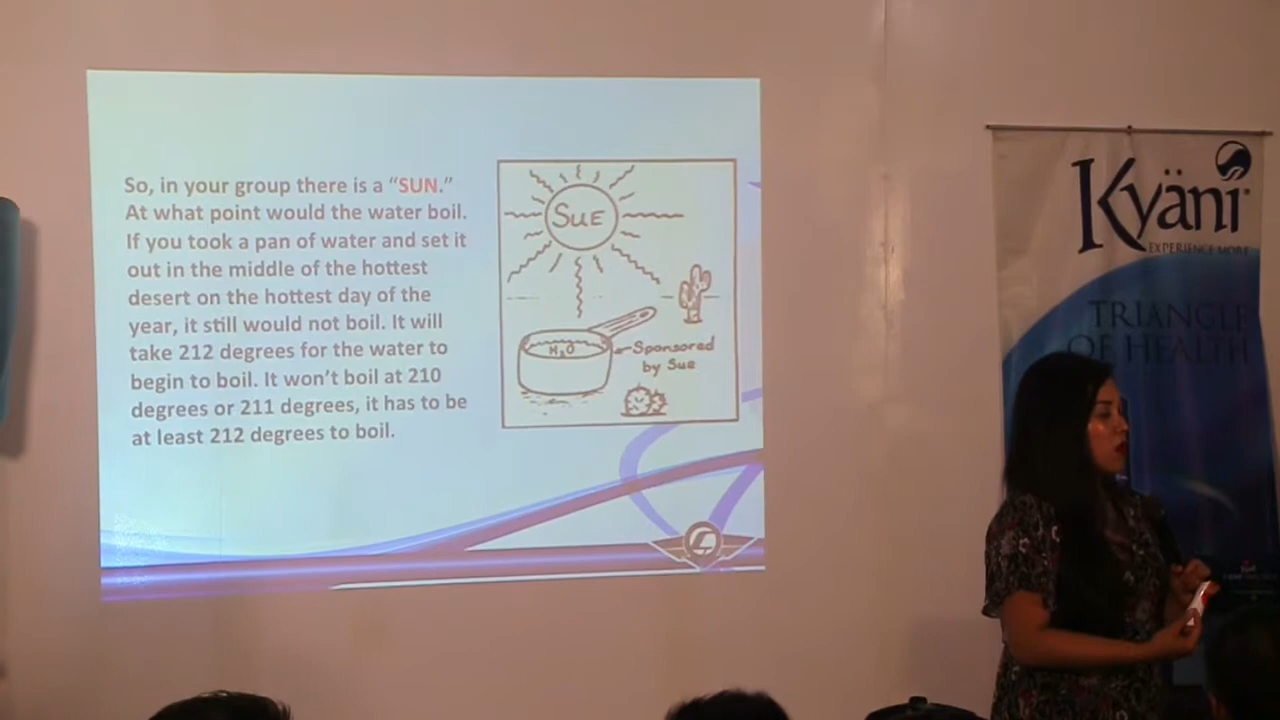 So, in your group there is a “SUN.”
At what point would the water boil.
If you took a pan of water and set it
out in the middle of the hottest
desert on the hottest day of the
year, it still would not boil. It will
take 212 degrees for the water to
begin to boil. It won’t boil at 210
degrees or 211 degrees, it has to be
at least 212 degrees to boil.
SUE
H2O
Sponsored
by Sue
Kyäni
EXPERIENCE MORE
TRIANGLE
OF HEALTH